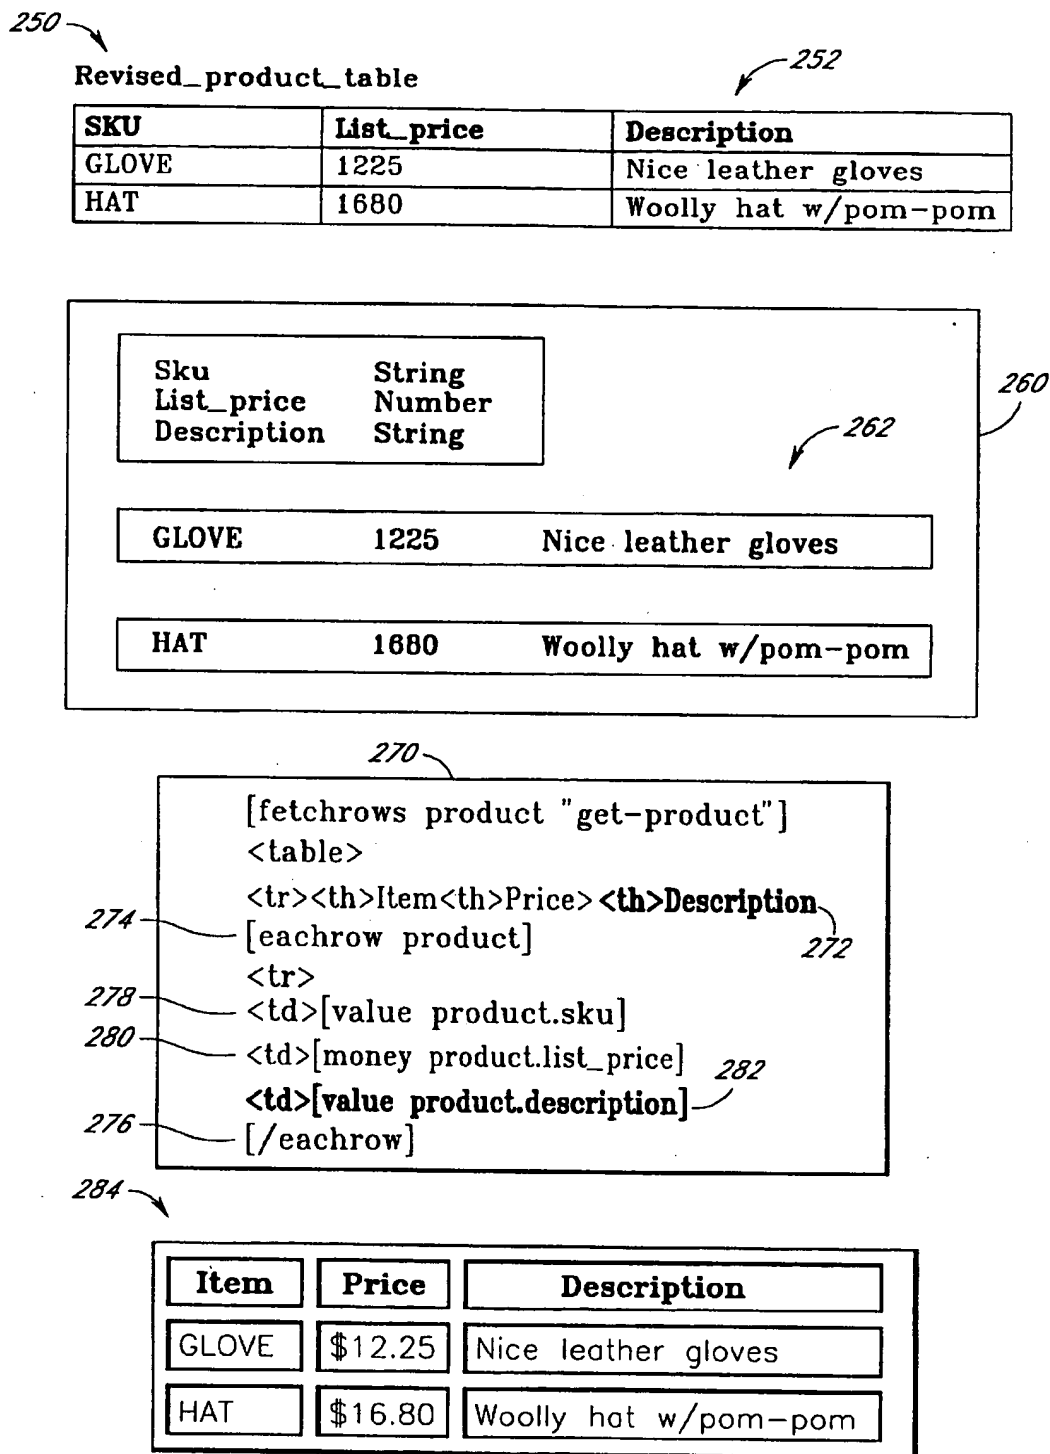 250
252
Revised_product_table
SKU List_price Description
GLOVE 1225 Nice leather gloves
HAT 1680 Woolly hat w/pom-pom
260
Sku String
List_price Number
Description String
262
GLOVE 1225 Nice leather gloves
HAT 1680 Woolly hat w/pom-pom
270
[fetchrows product "get-product"]
<table>
<tr><th>Item<th>Price><th>Description
272
274
[eachrow product]
<tr>
278
<td>[value product.sku]
280
<td>[money product.list_price]
282
<td>[value product.description]
276
[/eachrow]
284
Item Price Description
GLOVE $12.25 Nice leather gloves
HAT $16.80 Woolly hat w/pom-pom